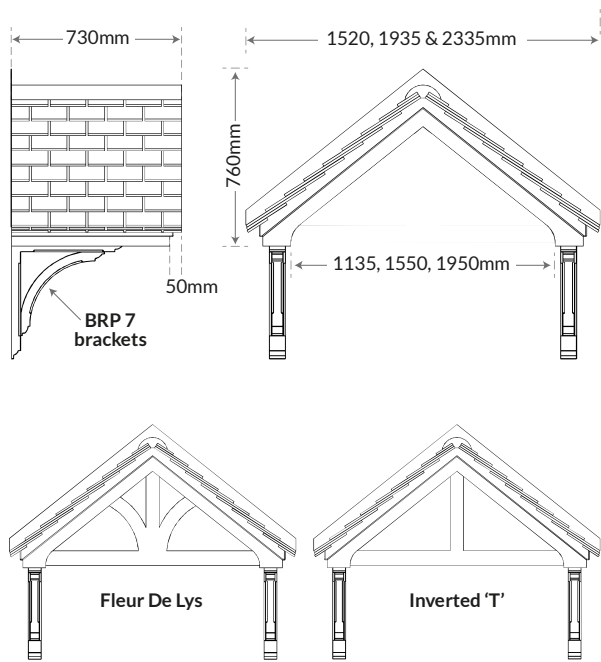 730mm
1520, 1935 & 2335mm
760mm
1135, 1550, 1950mm
50mm
BRP 7
brackets
Fleur De Lys
Inverted ‘T’